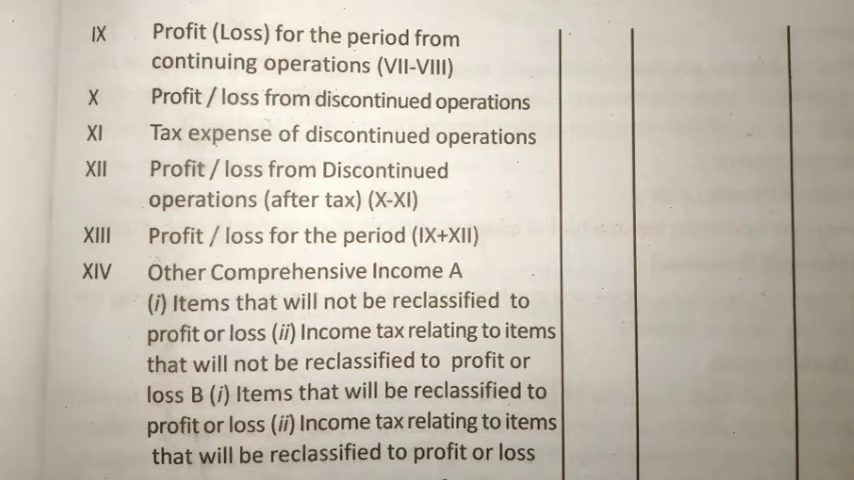 IX Profit (Loss) for the period from
continuing operations (VII-VIII)
X Profit / loss from discontinued operations
XI Tax expense of discontinued operations
XII Profit / loss from Discontinued
operations (after tax) (X-XI)
XIII Profit / loss for the period (IX+XII)
XIV Other Comprehensive Income A
(i) Items that will not be reclassified to
profit or loss (ii) Income tax relating to items
that will not be reclassified to profit or
loss B (i) Items that will be reclassified to
profit or loss (ii) Income tax relating to items
that will be reclassified to profit or loss